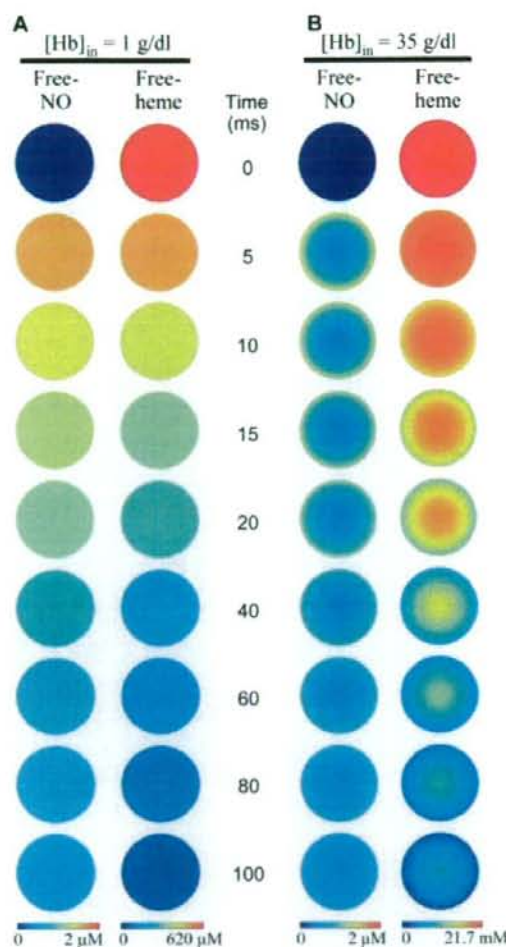 A
B
[Hb]in = 1 g/dl
[Hb]in = 35 g/dl
Free-NO
Free-heme
Time (ms)
Free-NO
Free-heme
0
5
10
15
20
40
60
80
100
0 2 µM
0 620 µM
0 2 µM
0 21.7 mM